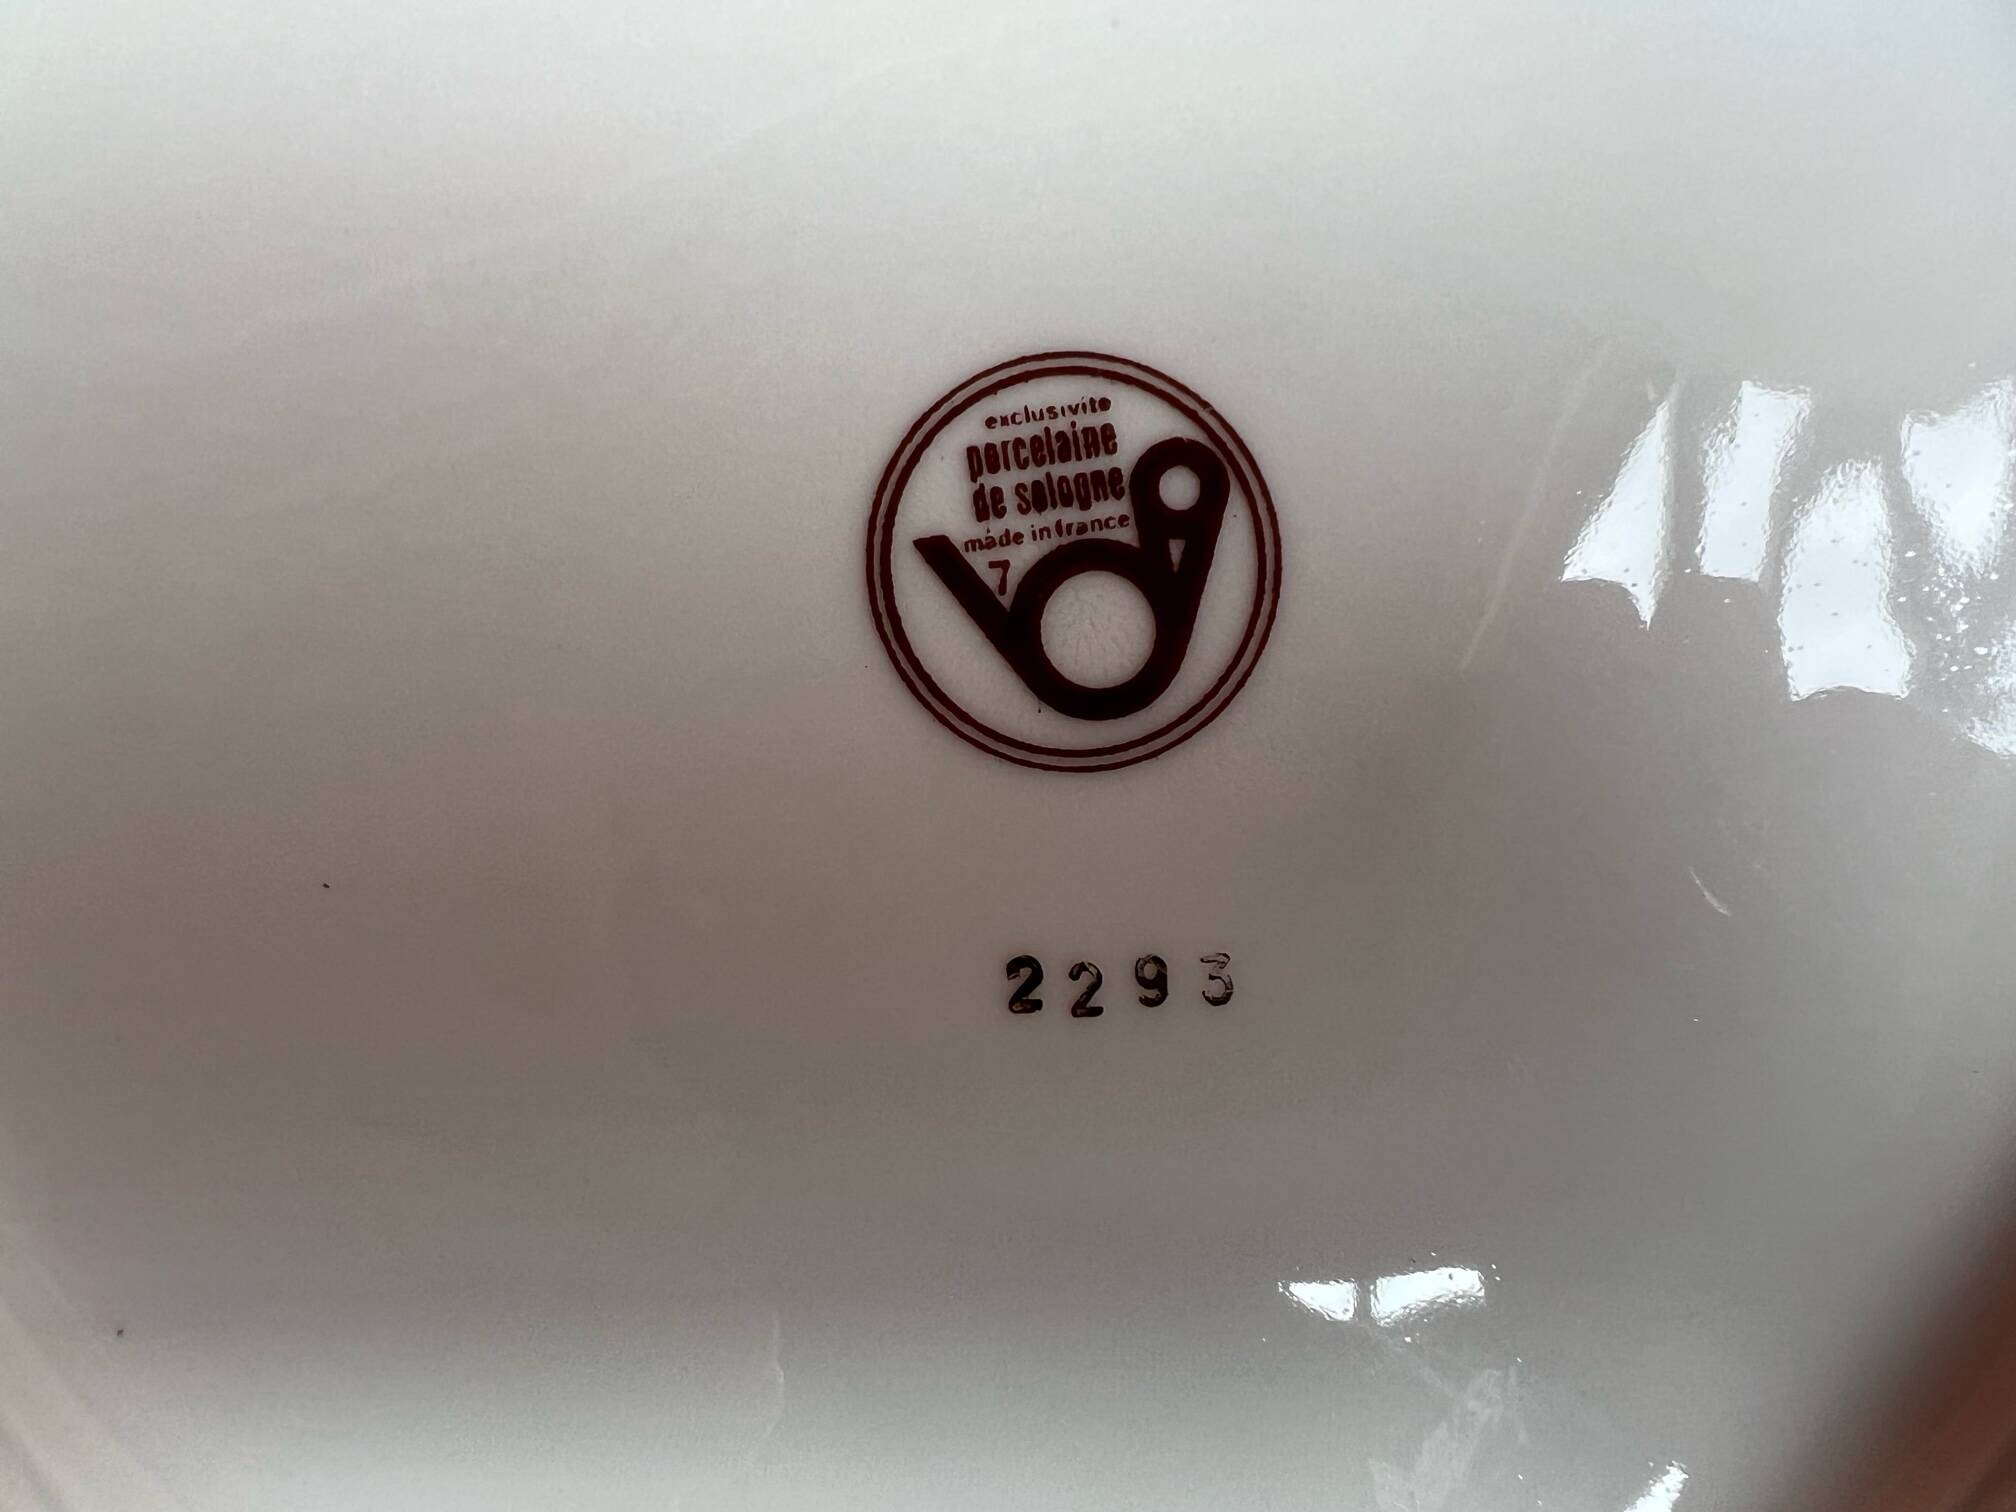 exclusivite
porcelaine
de sologne
made in france
7
2293